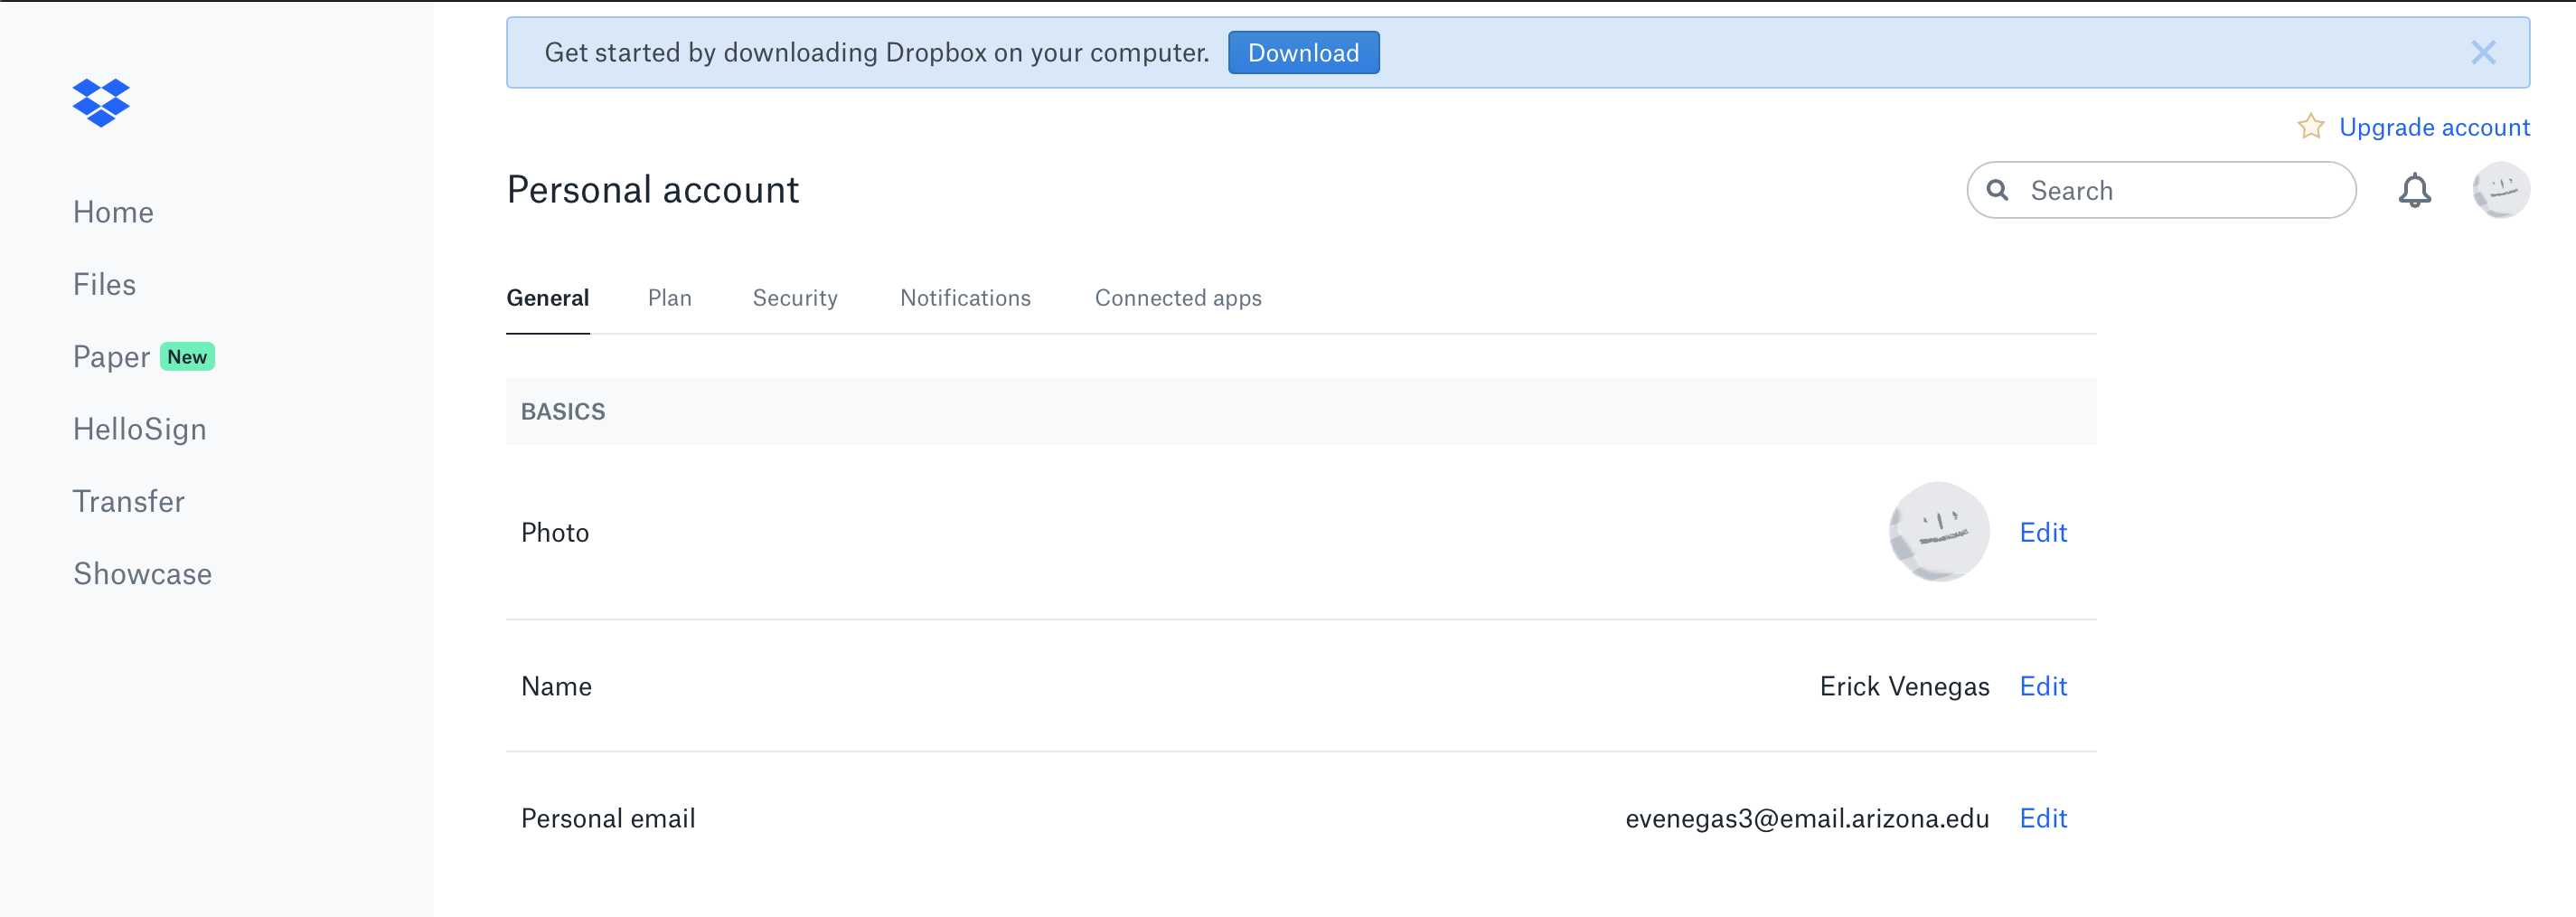 Get started by downloading Dropbox on your computer. Download
Upgrade account
Personal account
Search
Home
Files
Paper New
HelloSign
Transfer
Showcase
General Plan Security Notifications Connected apps
BASICS
Photo Edit
Name Erick Venegas Edit
Personal email evenegas3@email.arizona.edu Edit